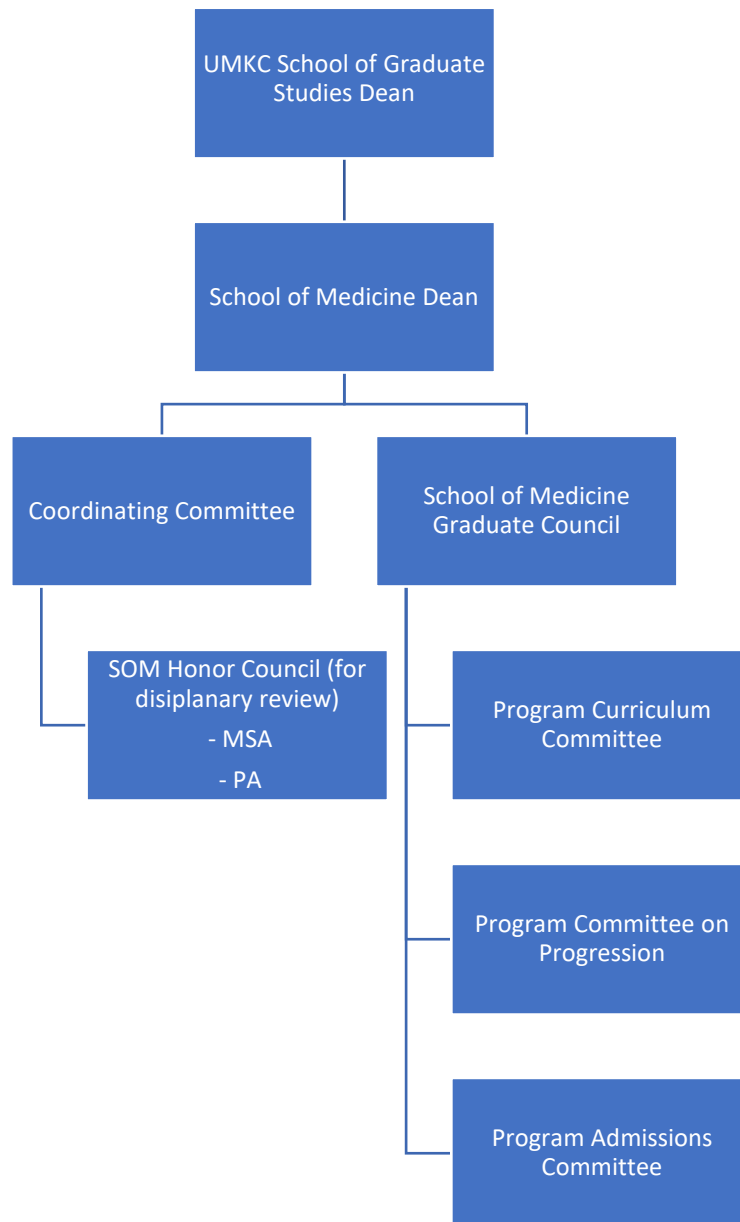 UMKC School of Graduate
Studies Dean
School of Medicine Dean
Coordinating Committee
School of Medicine
Graduate Council
SOM Honor Council (for
disiplanary review)
- MSA
- PA
Program Curriculum
Committee
Program Committee on
Progression
Program Admissions
Committee